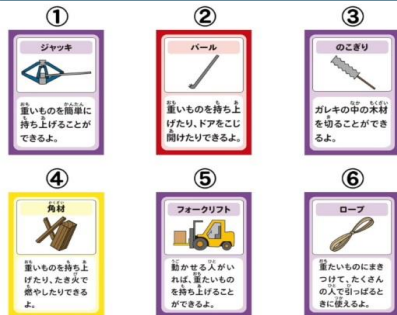 ①
ジャッキ
重いものを簡単に
持ち上げることが
できるよ。
②
バール
重いものを持ち上
げたり、ドアをこじ
開けたりできるよ。
③
のこぎり
ガレキの中の木材
を切ることができ
るよ。
④
角材
重いものを持ち上
げたり、たき火で
燃やしたりできる
よ。
⑤
フォークリフト
動かせる人がい
れば、重たいもの
を持ち上げること
ができるよ。
⑥
ロープ
重たいものにまき
つけて、たくさん
の人で引っぱると
きに使えるよ。